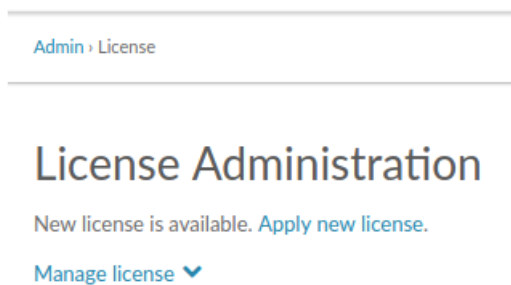 Admin › License
License Administration
New license is available. Apply new license.
Manage license